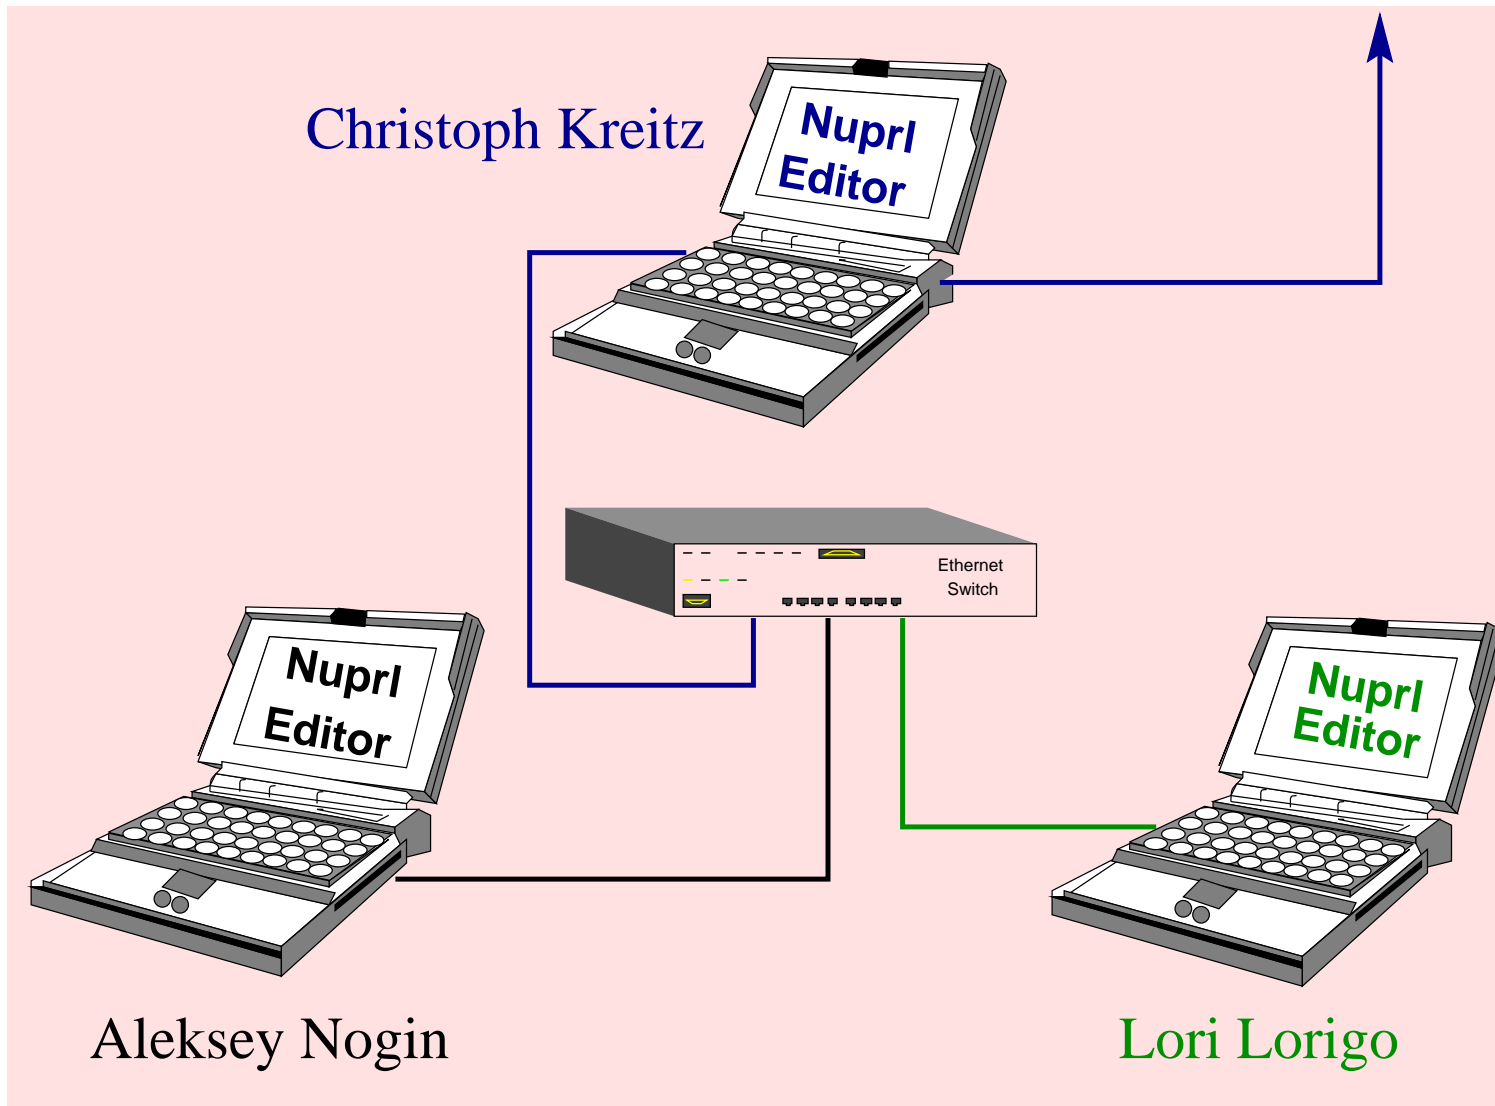 Christoph Kreitz
Nuprl
Editor
Ethernet
Switch
Nuprl
Editor
Nuprl
Editor
Aleksey Nogin
Lori Lorigo